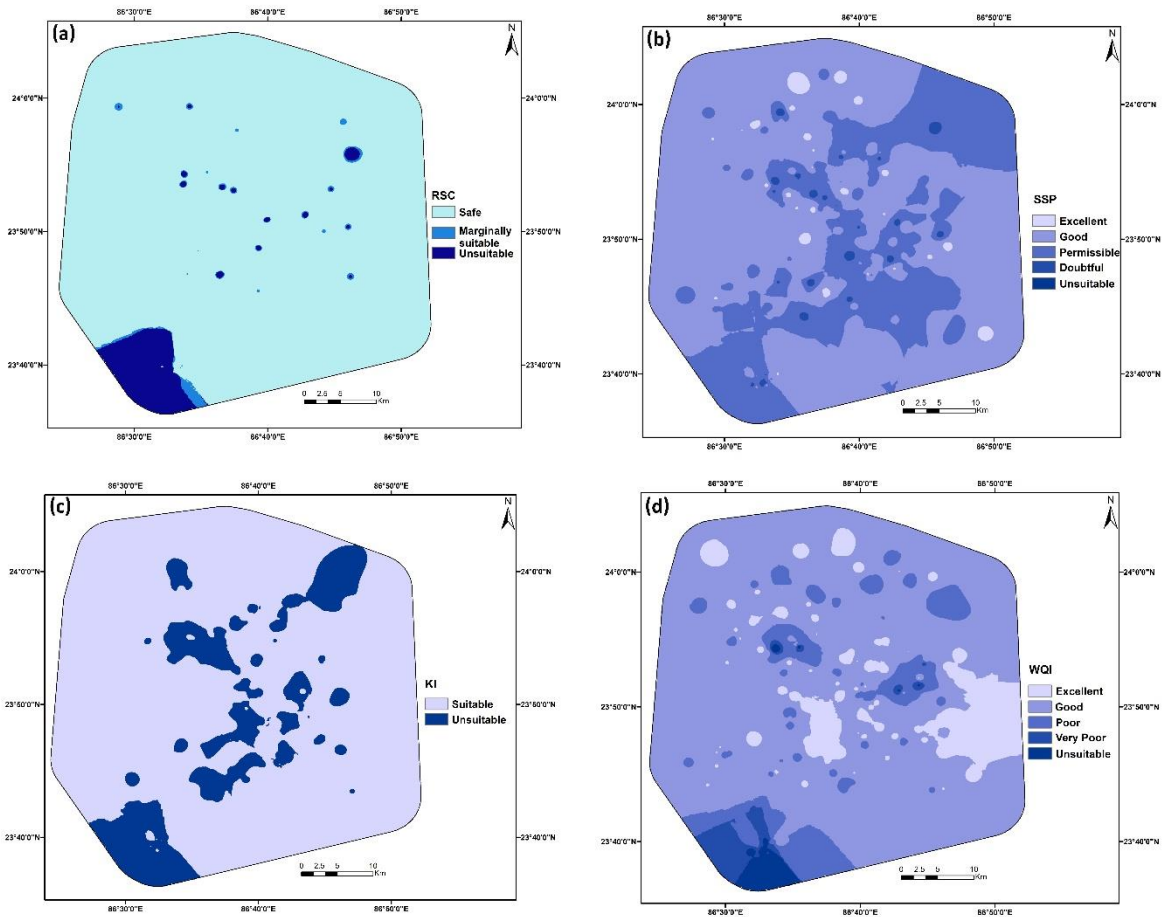 86°30'0"E 86°40'0"E 86°50'0"E
(a)
N
24°0'0"N 24°0'0"N
RSC
Safe
Marginally
suitable
Unsuitable
23°50'0"N 23°50'0"N
23°40'0"N 23°40'0"N
0 2.5 5 10
Km
86°30'0"E 86°40'0"E 86°50'0"E
86°30'0"E 86°40'0"E 86°50'0"E
(b)
N
24°0'0"N 24°0'0"N
SSP
Excellent
Good
Permissible
Doubtful
Unsuitable
23°50'0"N 23°50'0"N
23°40'0"N 23°40'0"N
0 2.5 5 10
Km
86°30'0"E 86°40'0"E 86°50'0"E
86°30'0"E 86°40'0"E 86°50'0"E
(c)
N
24°0'0"N 24°0'0"N
KI
Suitable
Unsuitable
23°50'0"N 23°50'0"N
23°40'0"N 23°40'0"N
0 2.5 5 10
Km
86°30'0"E 86°40'0"E 86°50'0"E
86°30'0"E 86°40'0"E 86°50'0"E
(d)
N
24°0'0"N 24°0'0"N
WQI
Excellent
Good
Poor
Very Poor
Unsuitable
23°50'0"N 23°50'0"N
23°40'0"N 23°40'0"N
0 2.5 5 10
Km
86°30'0"E 86°40'0"E 86°50'0"E